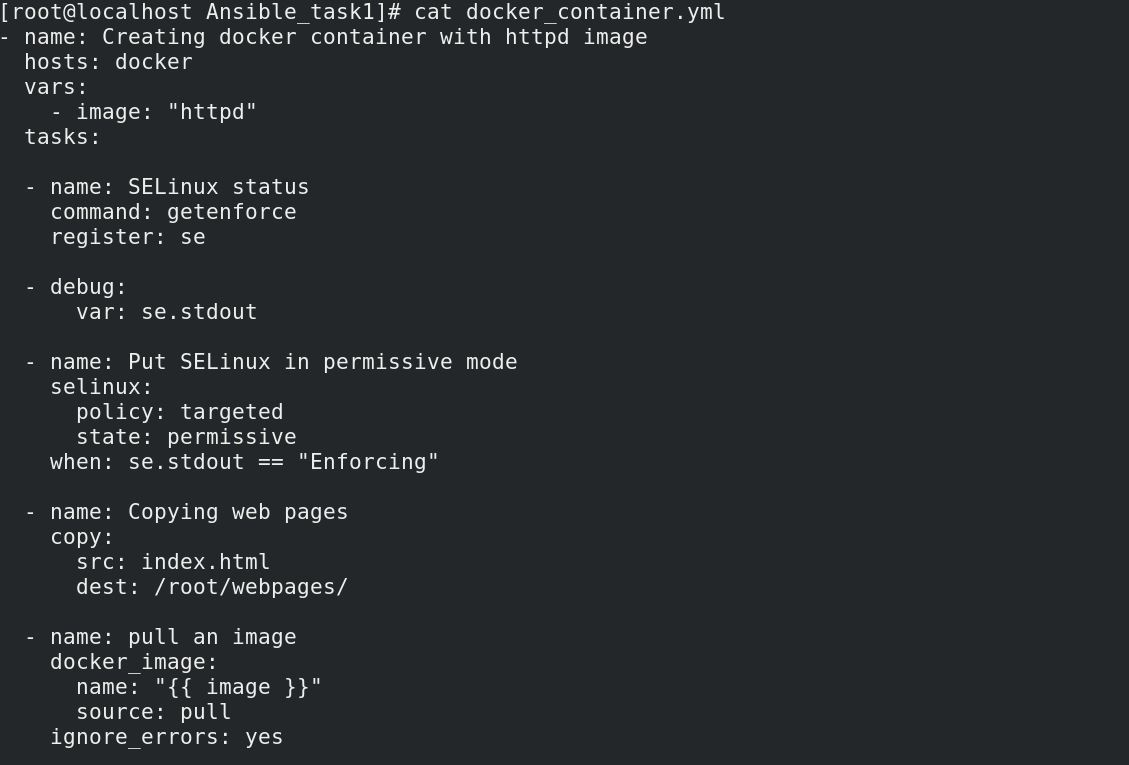 [root@localhost Ansible_task1]# cat docker_container.yml
- name: Creating docker container with httpd image
  hosts: docker
  vars:
    - image: "httpd"
  tasks:

  - name: SELinux status
    command: getenforce
    register: se

  - debug:
      var: se.stdout

  - name: Put SELinux in permissive mode
    selinux:
      policy: targeted
      state: permissive
    when: se.stdout == "Enforcing"

  - name: Copying web pages
    copy:
      src: index.html
      dest: /root/webpages/

  - name: pull an image
    docker_image:
      name: "{{ image }}"
      source: pull
    ignore_errors: yes